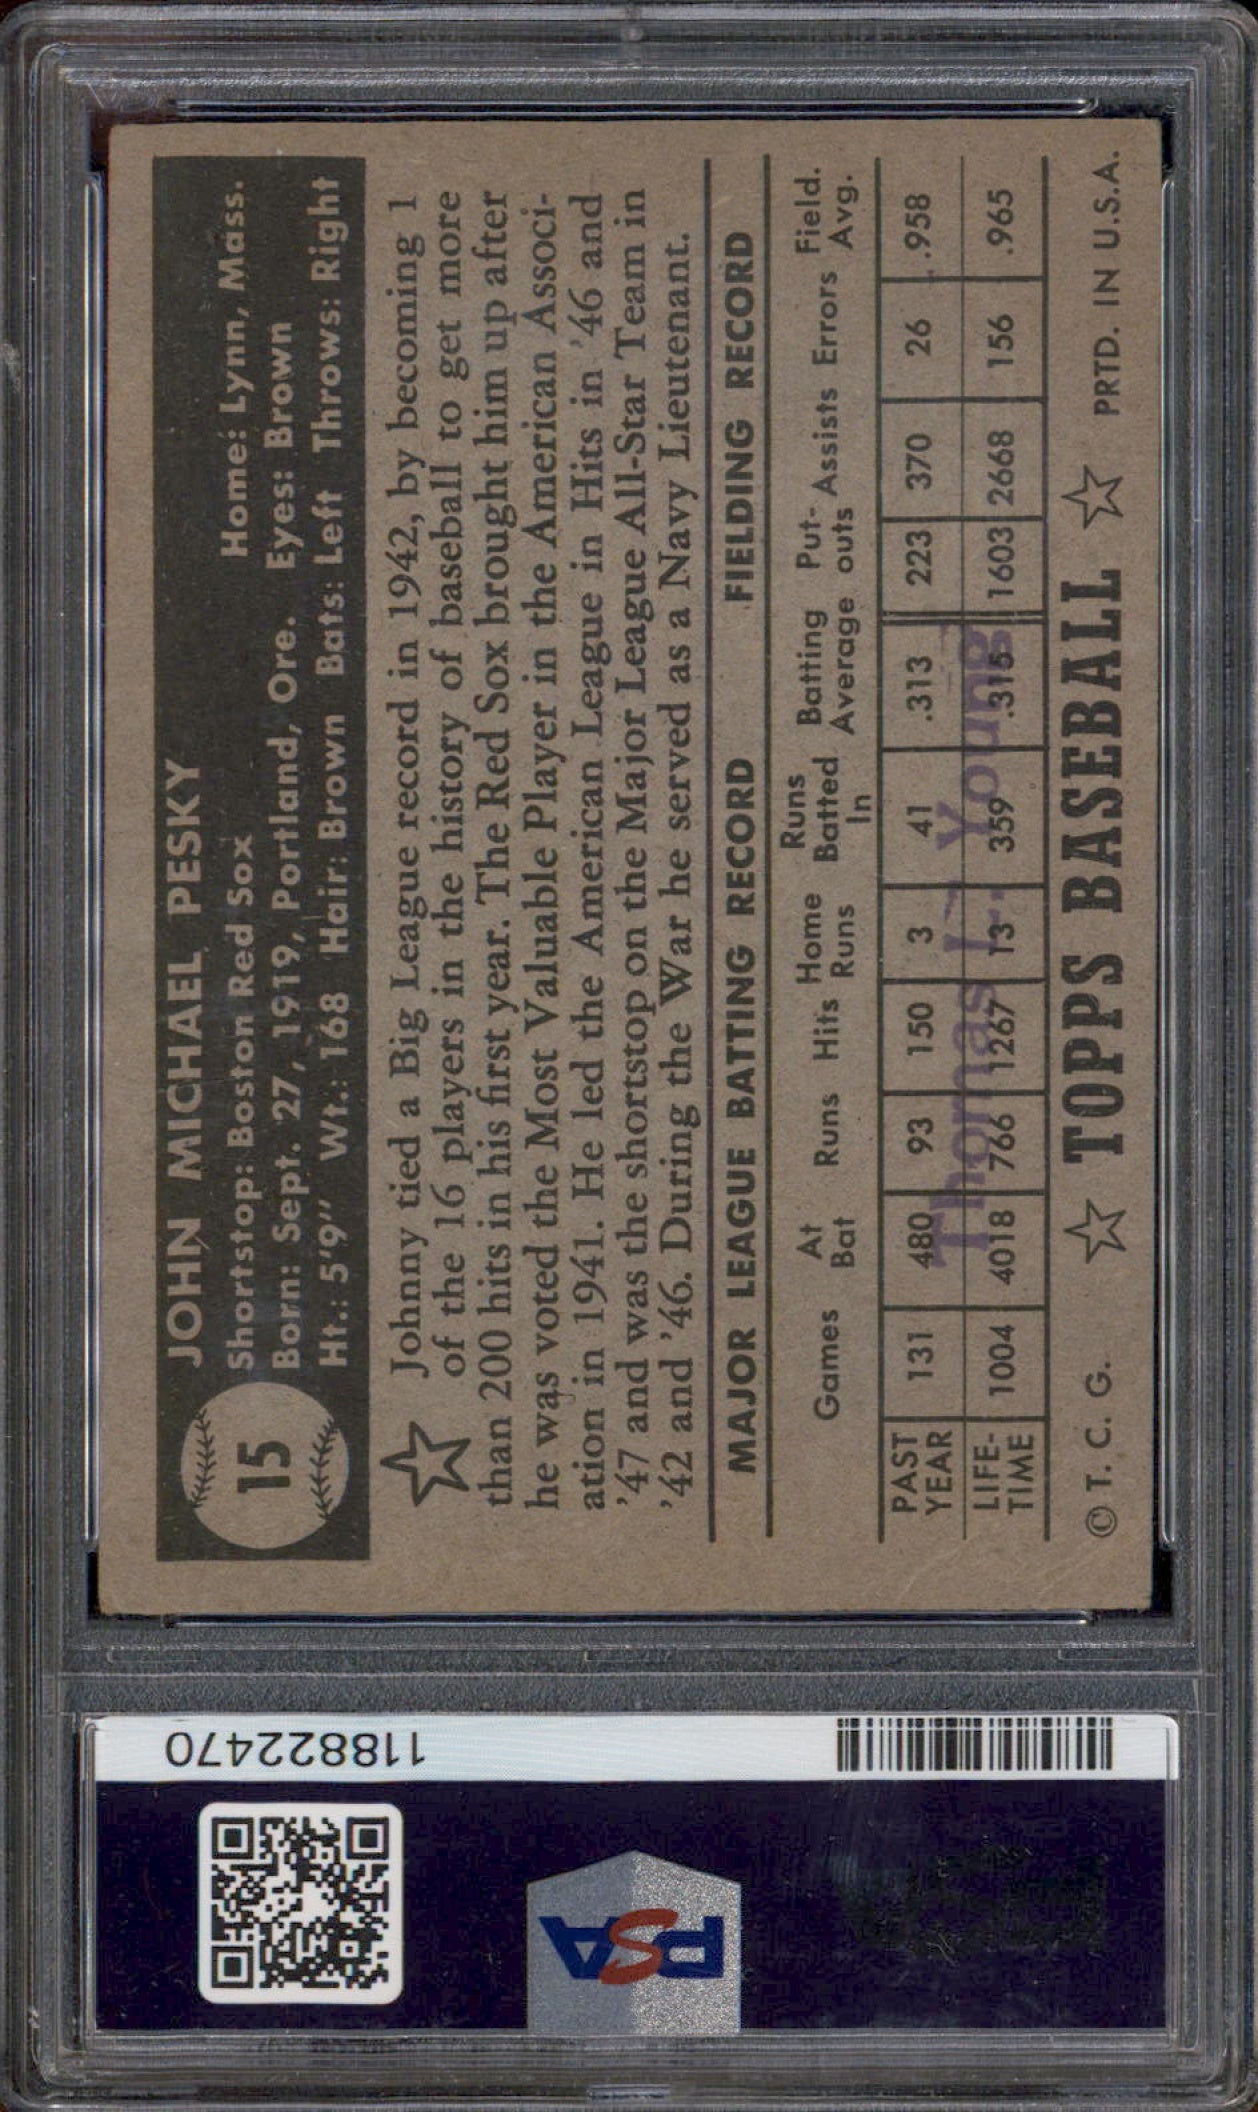 15
JOHN MICHAEL PESKY
Shortstop: Boston Red Sox Home: Lynn, Mass.
Born: Sept. 27, 1919, Portland, Ore. Eyes: Brown
Ht.: 5'9" Wt.: 168 Hair: Brown Bats: Left Throws: Right
Johnny tied a Big League record in 1942, by becoming 1
of the 16 players in the history of baseball to get more
than 200 hits in his first year. The Red Sox brought him up after
he was voted the Most Valuable Player in the American Associ-
ation in 1941. He led the American League in Hits in '46 and
'47 and was the shortstop on the Major League All-Star Team in
'42 and '46. During the War he served as a Navy Lieutenant.
MAJOR LEAGUE BATTING RECORD FIELDING RECORD
Games At Bat Runs Hits Home Runs Runs Batted In Batting Average Put-outs Assists Errors Field. Avg.
PAST YEAR 131 480 93 150 3 41 .313 223 370 26 .958
LIFE-TIME 1004 4018 766 1267 13 359 .315 1603 2668 156 .965
Thomas L. Young
© T. C. G. TOPPS BASEBALL PRTD. IN U.S.A.
118822470
PSA